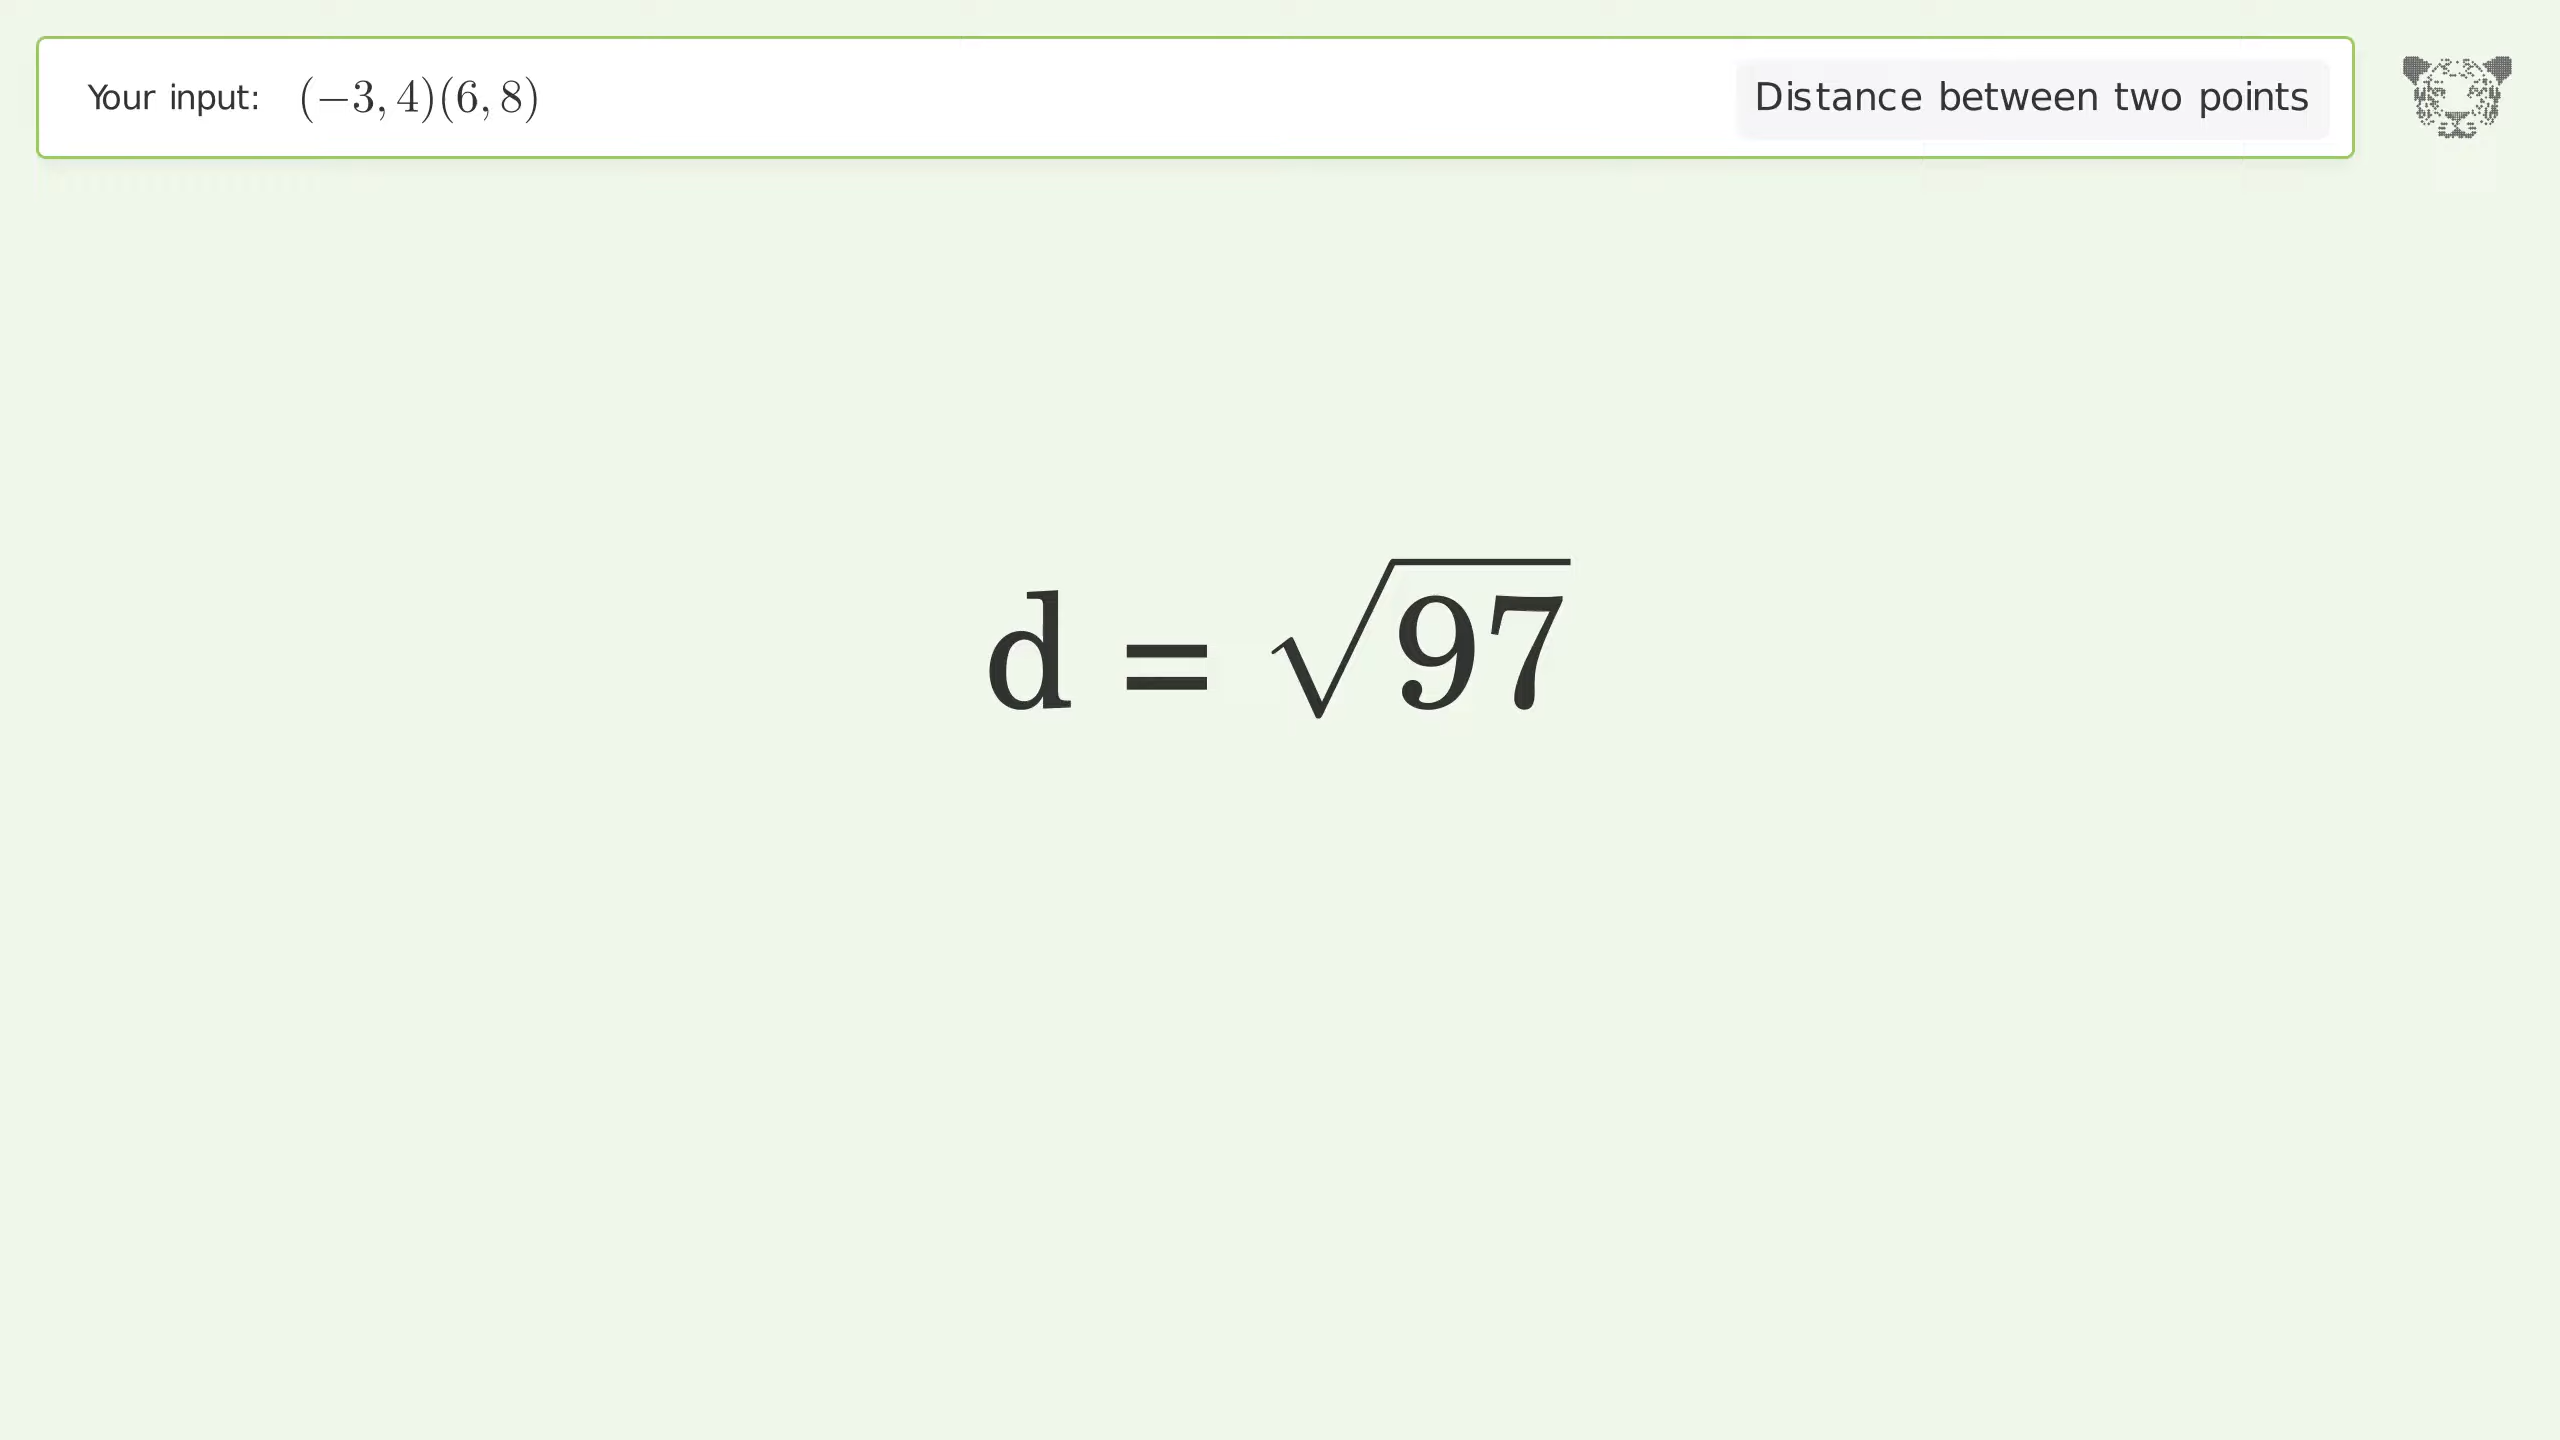 Your input: (−3, 4)(6, 8)
Distance between two points
d = √97